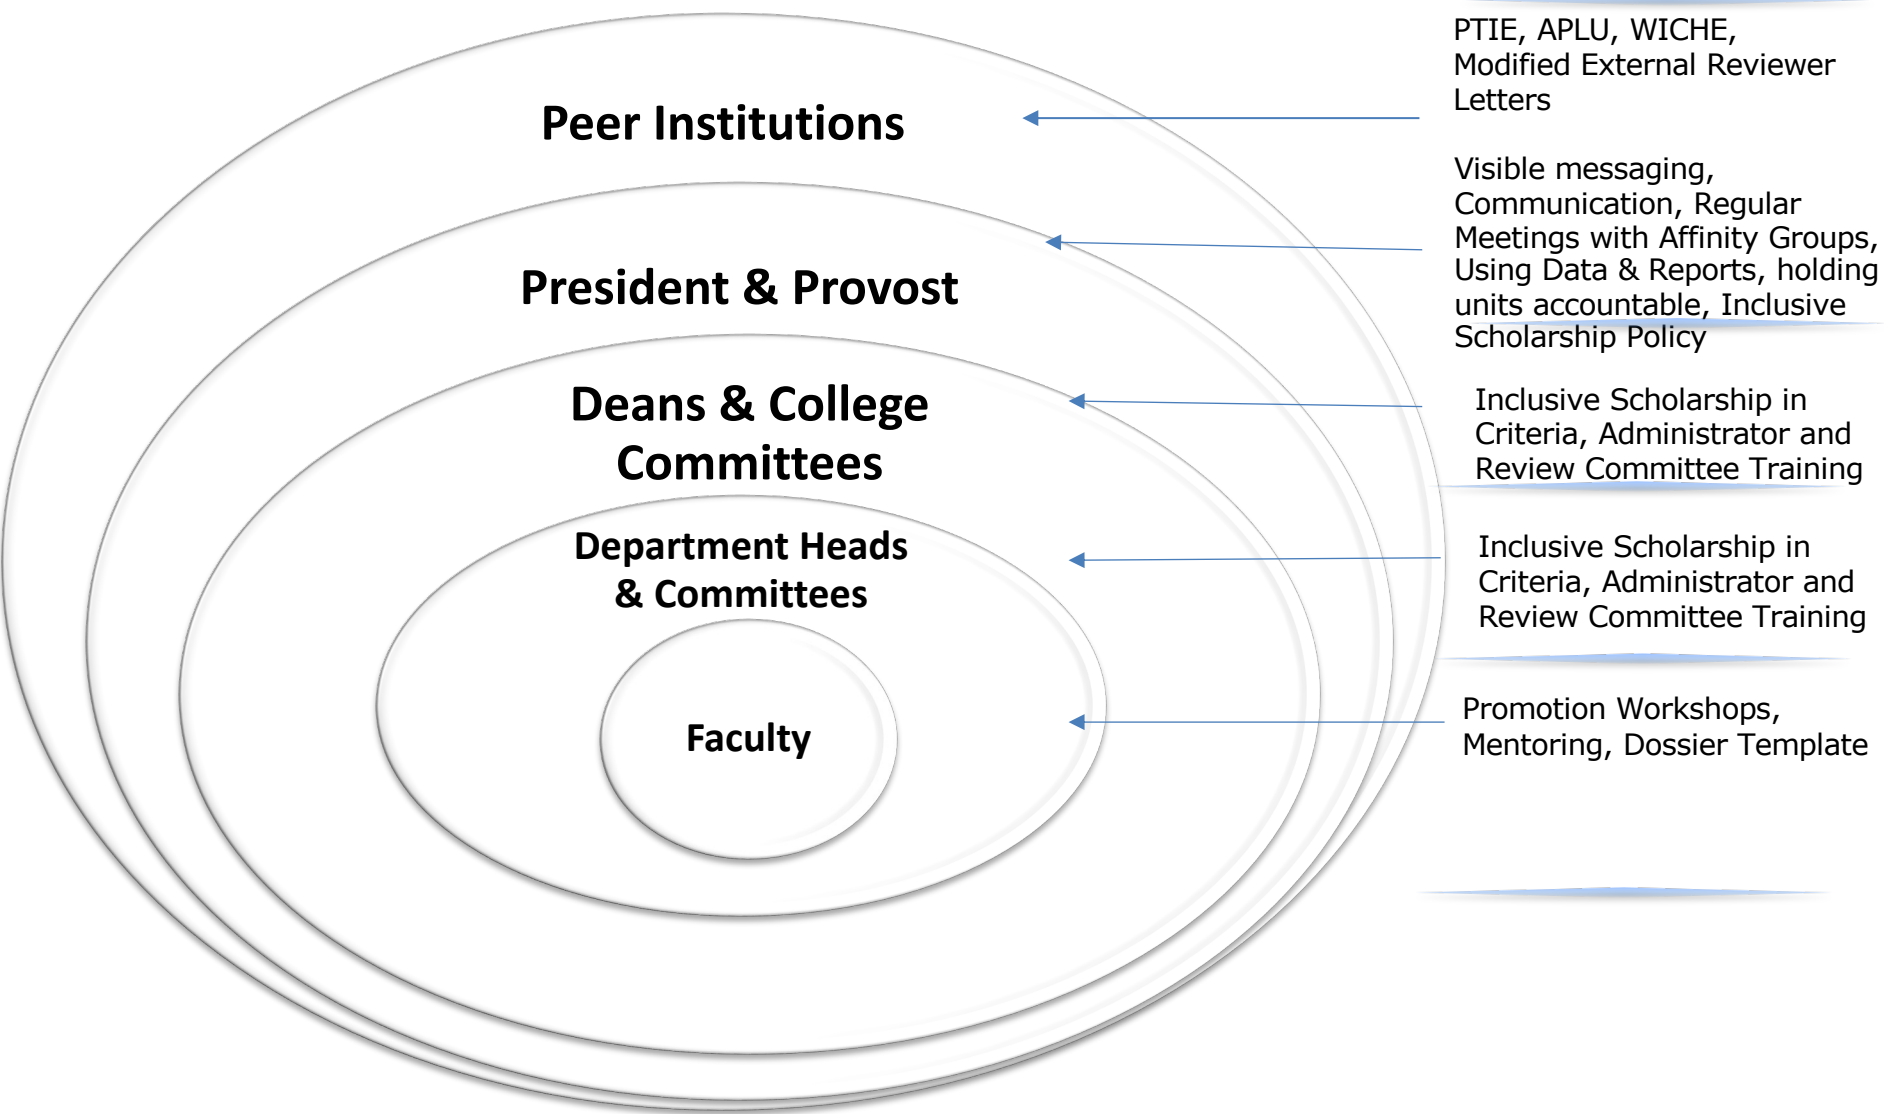 Peer Institutions
President & Provost
Deans & College
Committees
Department Heads
& Committees
Faculty
PTIE, APLU, WICHE,
Modified External Reviewer
Letters
Visible messaging,
Communication, Regular
Meetings with Affinity Groups,
Using Data & Reports, holding
units accountable, Inclusive
Scholarship Policy
Inclusive Scholarship in
Criteria, Administrator and
Review Committee Training
Inclusive Scholarship in
Criteria, Administrator and
Review Committee Training
Promotion Workshops,
Mentoring, Dossier Template